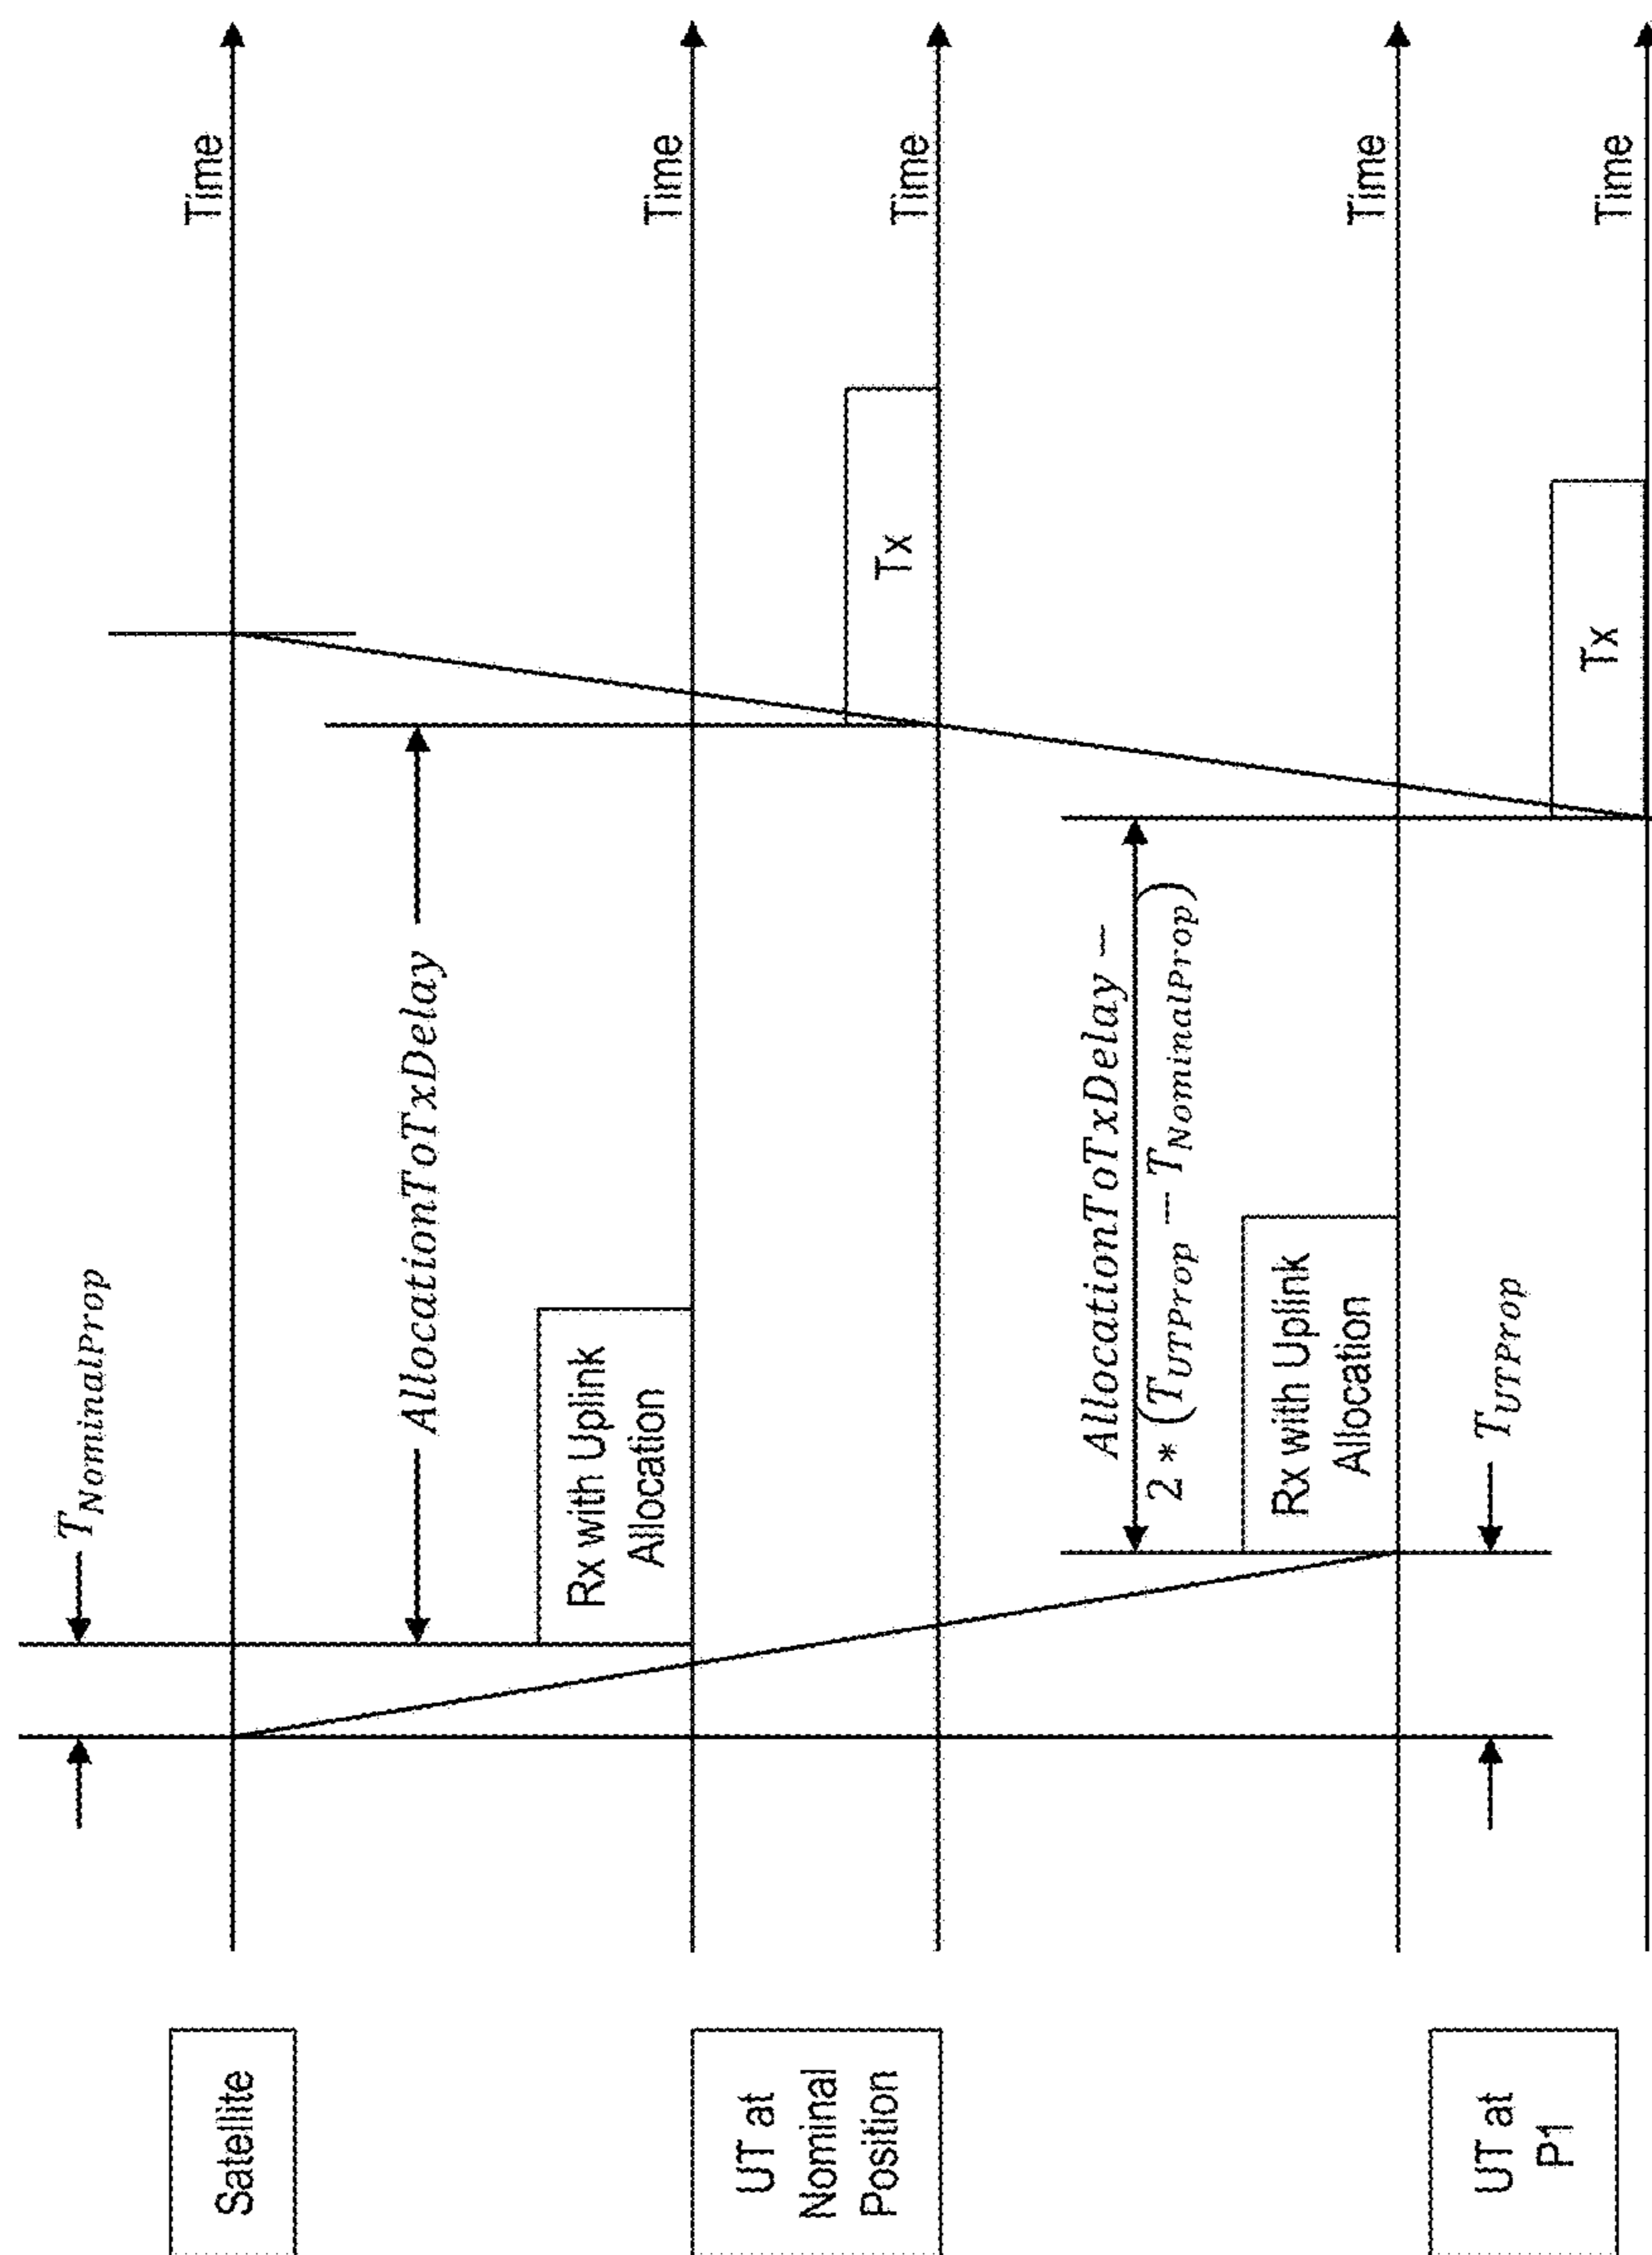 Satellite
T_NominalProp
Time
AllocationToTxDelay
UT at
Nominal
Position
Rx with Uplink
Allocation
Time
Tx
Time
AllocationToTxDelay −
2 * (T_UTProp − T_NominalProp)
UT at
P1
Rx with Uplink
Allocation
Time
T_UTProp
Tx
Time